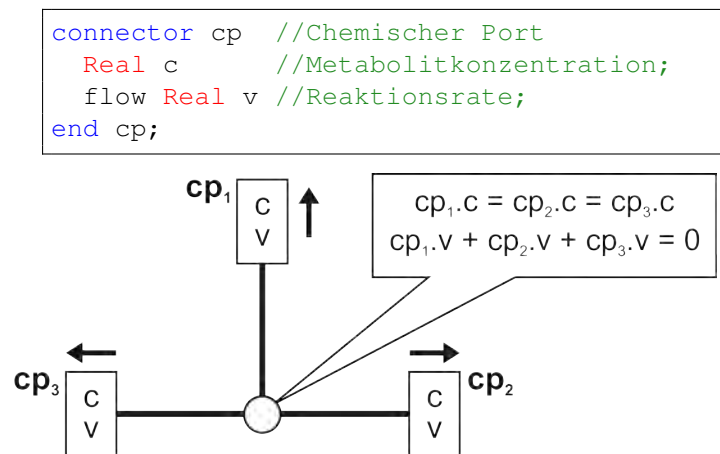 connector cp //Chemischer Port
Real c //Metabolitkonzentration;
flow Real v //Reaktionsrate;
end cp;
cp₁
c
v
cp₁.c = cp₂.c = cp₃.c
cp₁.v + cp₂.v + cp₃.v = 0
cp₃
c
v
c
v
cp₂